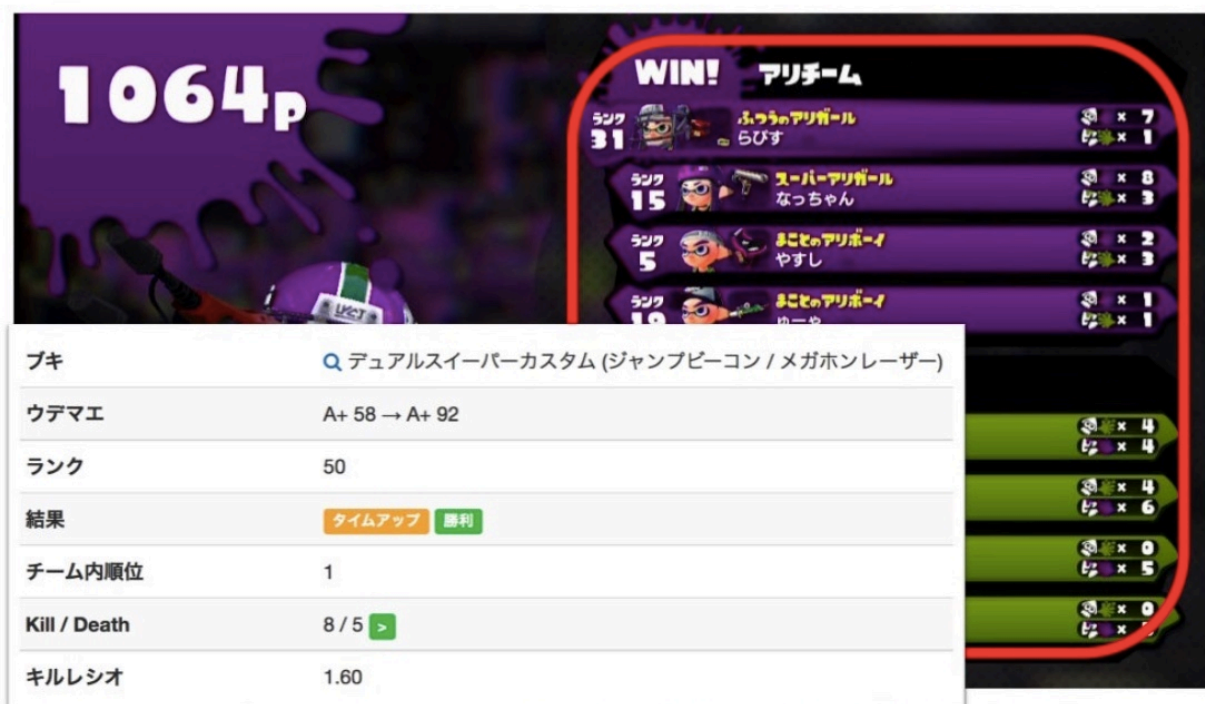 1064p
WIN! アリチーム
ランク
31
ふつうのアリガール
らびす
× 7
× 1
ランク
15
スーパーアリガール
なっちゃん
× 8
× 3
ランク
5
まことのアリボーイ
やすし
× 2
× 3
ランク
19
まことのアリボーイ
ゆーや
× 1
× 1
× 4
× 4
× 4
× 6
× 0
× 5
× 0
×
ブキ デュアルスイーパーカスタム (ジャンプビーコン / メガホンレーザー)
ウデマエ A+ 58 → A+ 92
ランク 50
結果 タイムアップ 勝利
チーム内順位 1
Kill / Death 8 / 5 >
キルレシオ 1.60